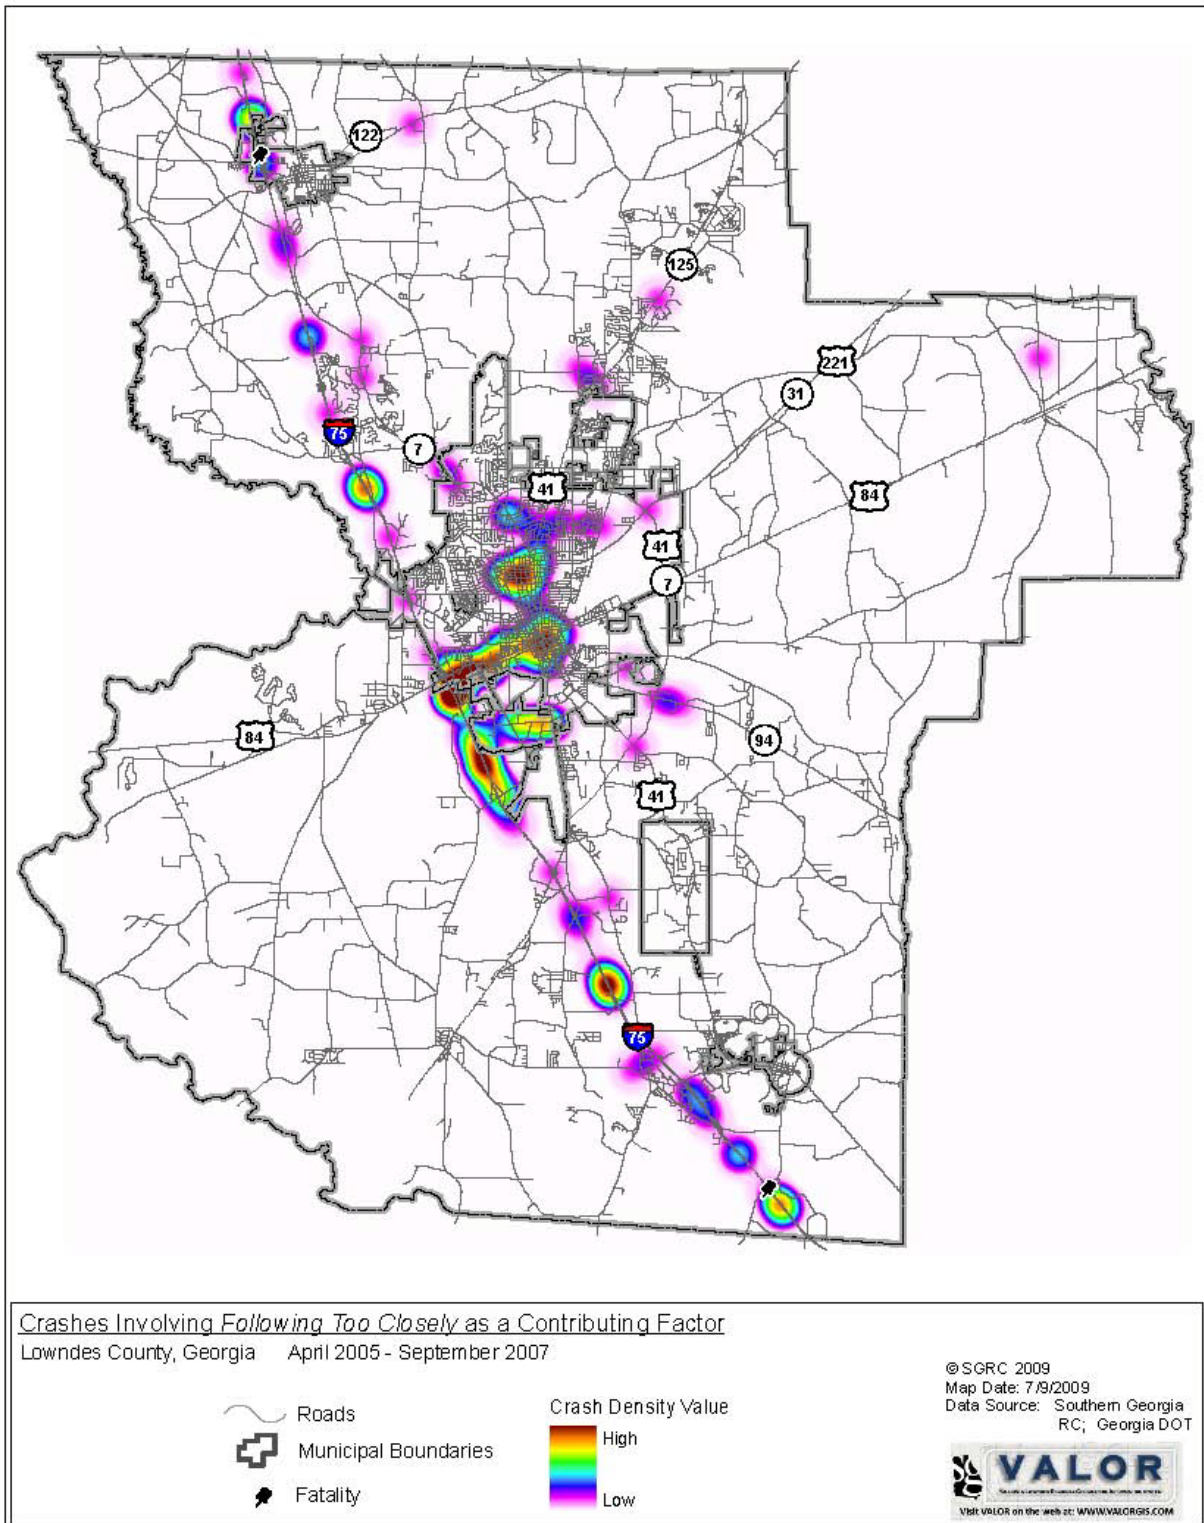 122
125
221
31
75
7
41
84
41
7
84
94
41
75
Crashes Involving Following Too Closely as a Contributing Factor
Lowndes County, Georgia April 2005 - September 2007
Roads
Municipal Boundaries
Fatality
Crash Density Value
High
Low
© SGRC 2009
Map Date: 7/9/2009
Data Source: Southern Georgia
RC; Georgia DOT
VALOR
Visit VALOR on the web at: WWW.VALORGIS.COM